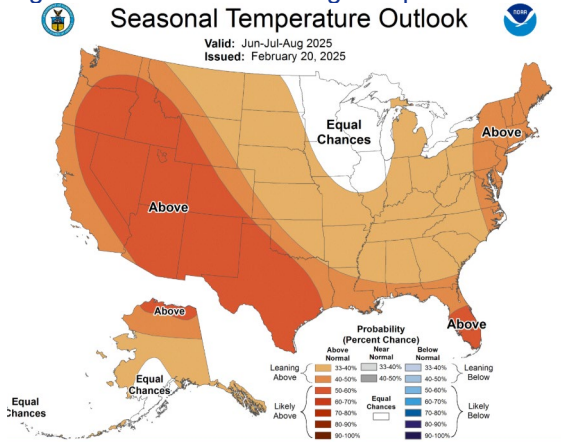 Seasonal Temperature Outlook
NOAA
Valid: Jun-Jul-Aug 2025
Issued: February 20, 2025
Equal
Chances
Above
Above
Above
Above
Equal
Chances
Equal
Chances
Probability
(Percent Chance)
Above
Normal
Near
Normal
Below
Normal
Leaning
Above
33-40%
40-50%
Likely
Above
50-60%
60-70%
70-80%
80-90%
90-100%
33-40%
40-50%
Equal
Chances
33-40%
40-50%
Leaning
Below
50-60%
60-70%
70-80%
80-90%
90-100%
Likely
Below